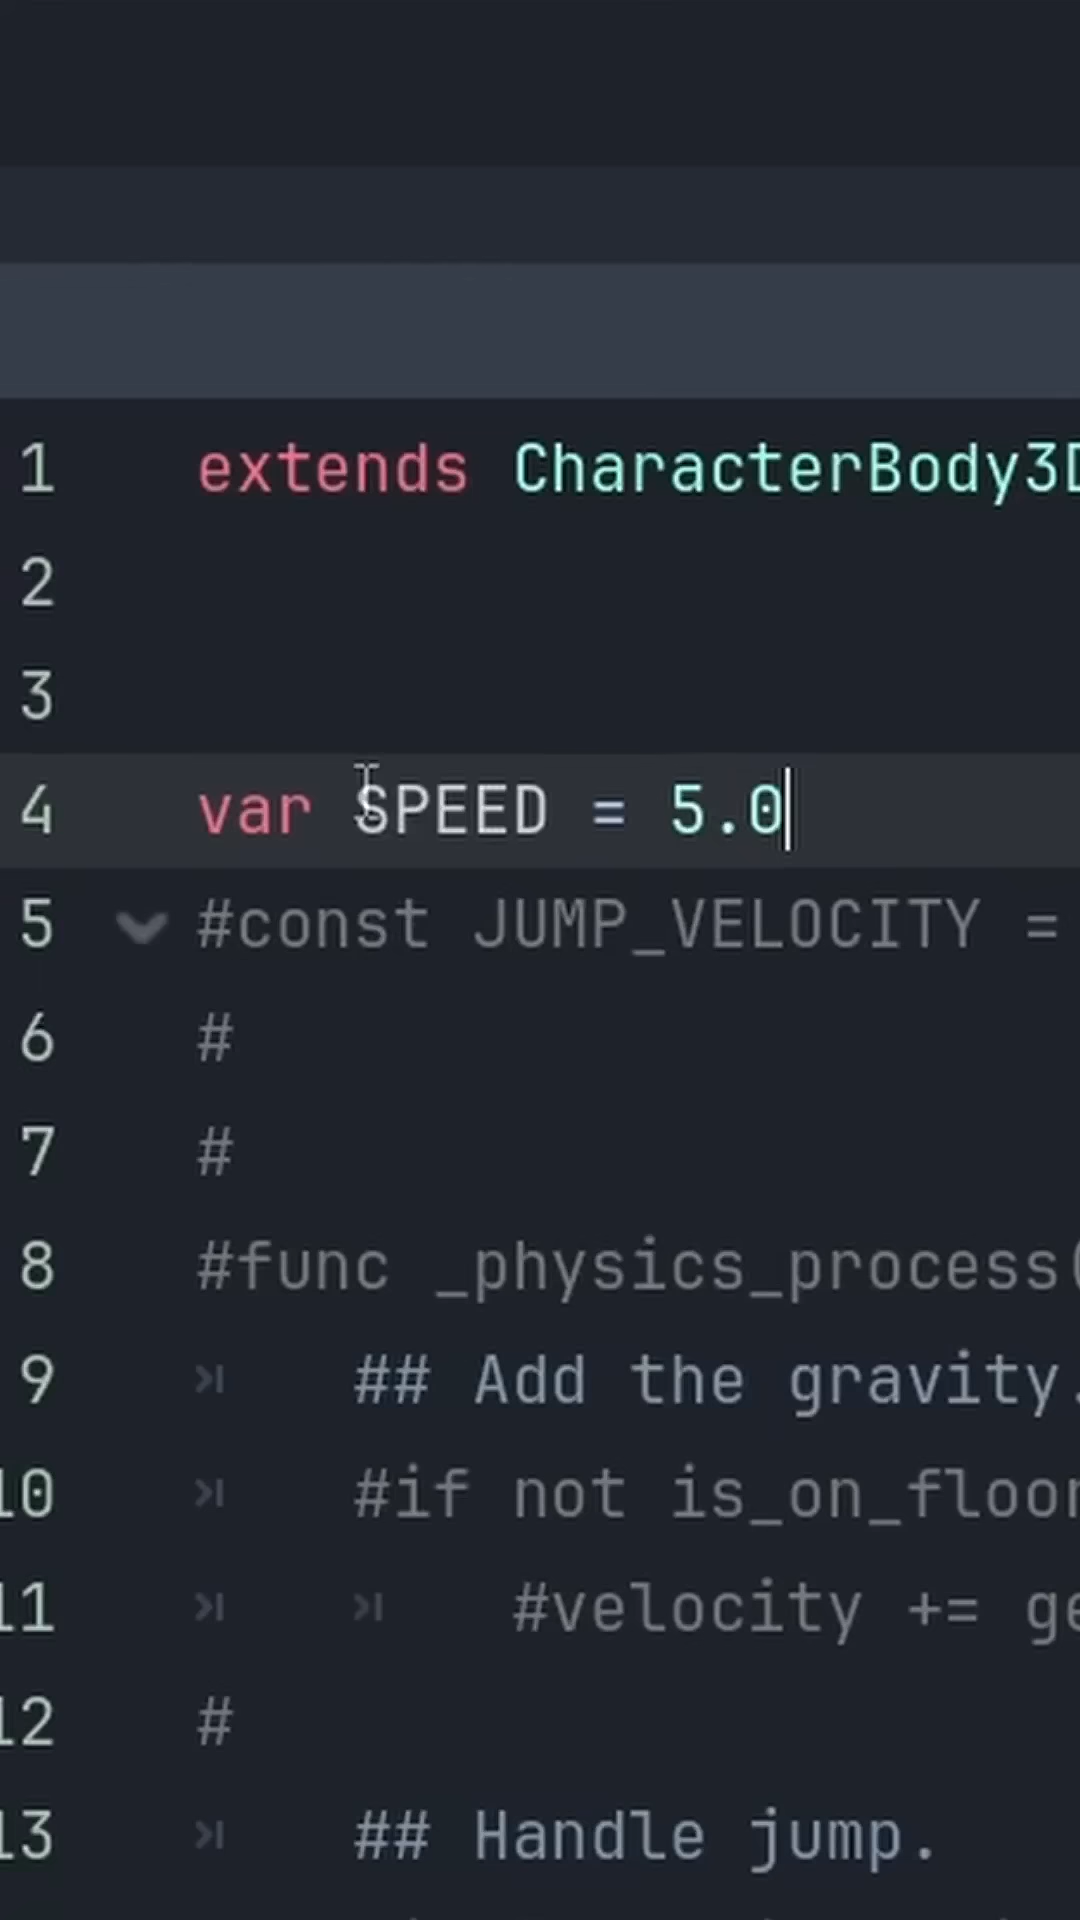 1 extends CharacterBody3D
2
3
4 var SPEED = 5.0
5 #const JUMP_VELOCITY =
6 #
7 #
8 #func _physics_process(
9 ## Add the gravity.
10 #if not is_on_floor
11 #velocity += ge
12 #
13 ## Handle jump.